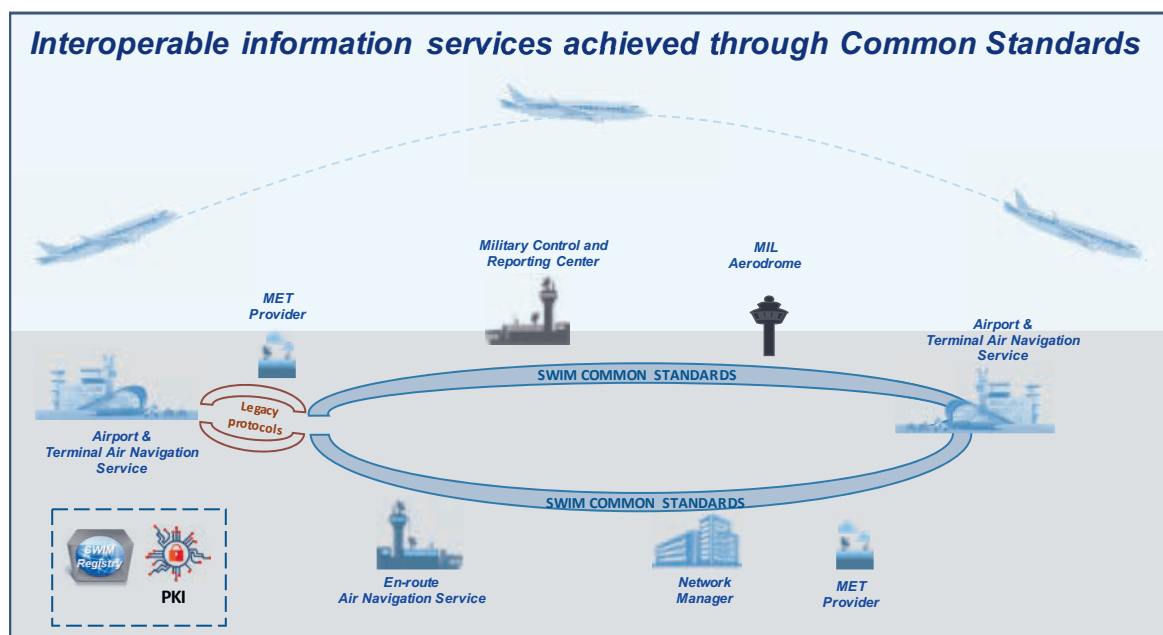 Interoperable information services achieved through Common Standards
Military Control and
Reporting Center
MIL
Aerodrome
MET
Provider
Airport &
Terminal Air Navigation
Service
SWIM COMMON STANDARDS
Legacy
protocols
Airport &
Terminal Air Navigation
Service
SWIM COMMON STANDARDS
SWIM
Registry
PKI
En-route
Air Navigation Service
Network
Manager
MET
Provider